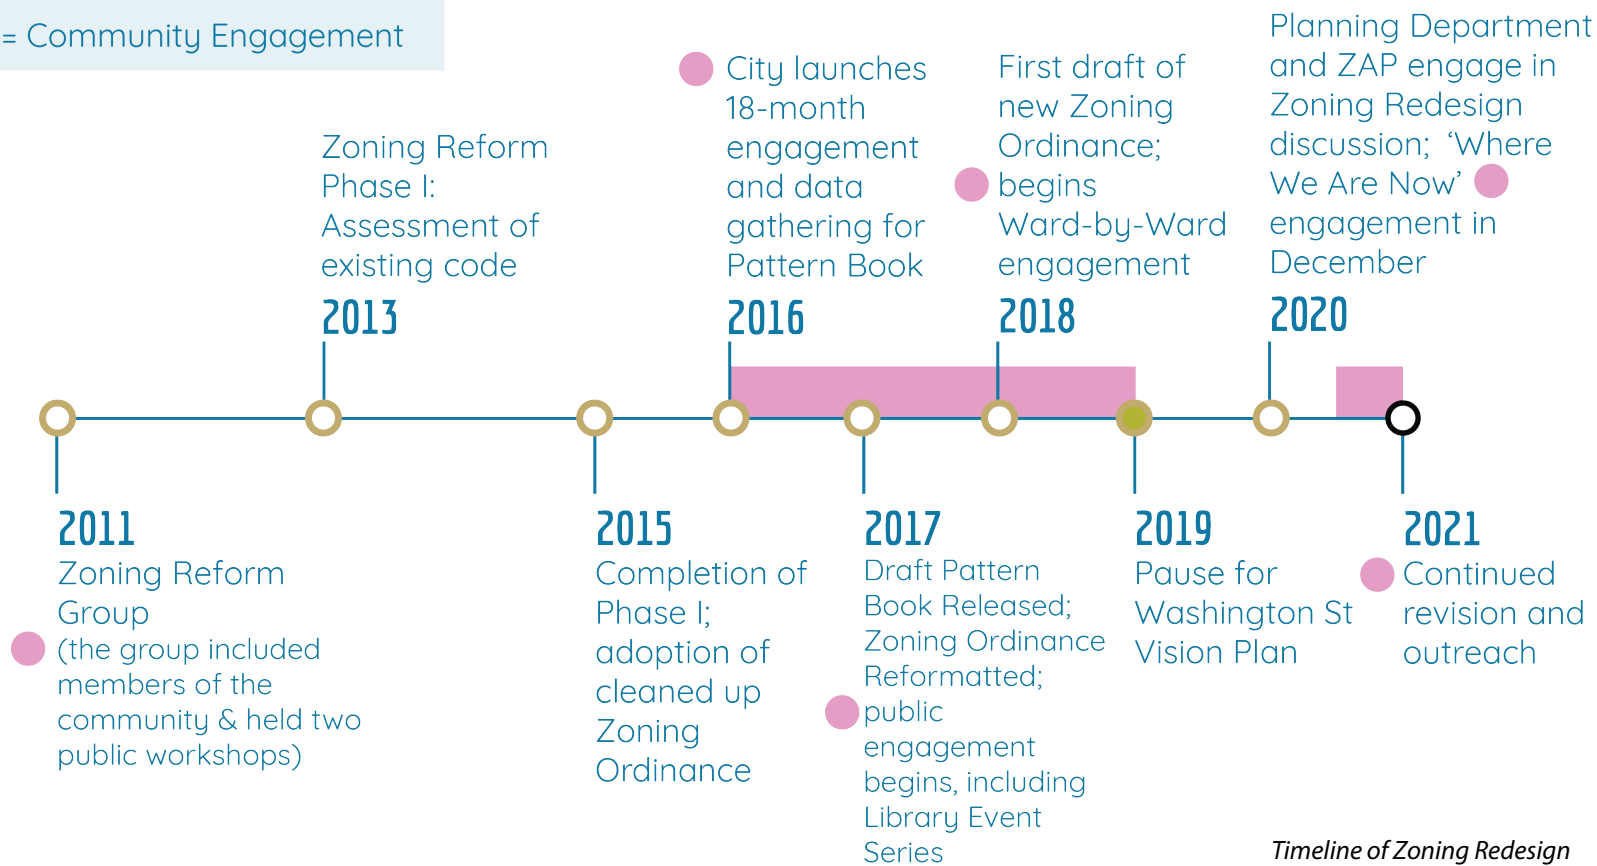 = Community Engagement
Zoning Reform
Phase I:
Assessment of
existing code
2013
City launches
18-month
engagement
and data
gathering for
Pattern Book
2016
First draft of
new Zoning
Ordinance;
begins
Ward-by-Ward
engagement
2018
Planning Department
and ZAP engage in
Zoning Redesign
discussion; ‘Where
We Are Now’
engagement in
December
2020
2011
Zoning Reform
Group
(the group included
members of the
community & held two
public workshops)
2015
Completion of
Phase I;
adoption of
cleaned up
Zoning
Ordinance
2017
Draft Pattern
Book Released;
Zoning Ordinance
Reformatted;
public
engagement
begins, including
Library Event
Series
2019
Pause for
Washington St
Vision Plan
2021
Continued
revision and
outreach
Timeline of Zoning Redesign